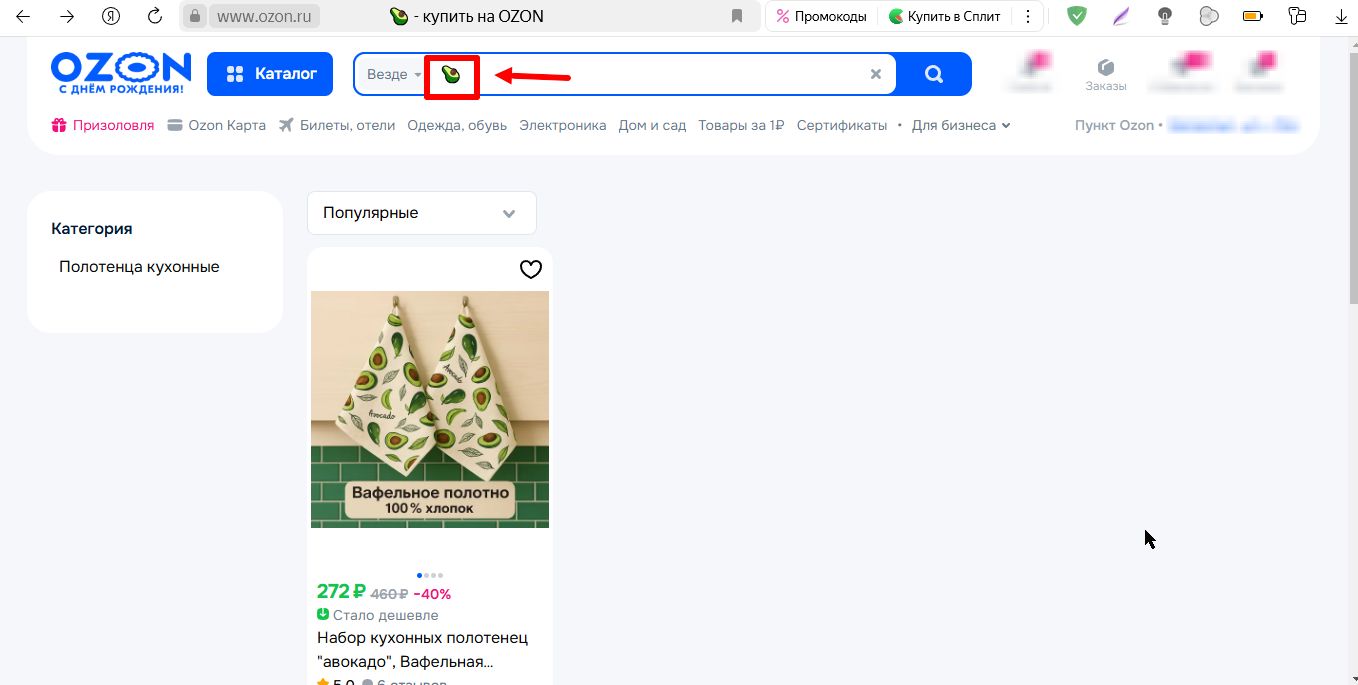 www.ozon.ru
🥑 - купить на OZON
Промокоды
Купить в Сплит
OZON
С ДНЁМ РОЖДЕНИЯ!
Каталог
Везде
🥑
Заказы
Призоловля
Ozon Карта
Билеты, отели
Одежда, обувь
Электроника
Дом и сад
Товары за 1₽
Сертификаты
• Для бизнеса
Пункт Ozon •
Категория
Полотенца кухонные
Популярные
Avocado
Avocado
Вафельное полотно
100% хлопок
272 ₽ 460 ₽ −40%
Стало дешевле
Набор кухонных полотенец
"авокадо", Вафельная...
5.0 6 отзывов